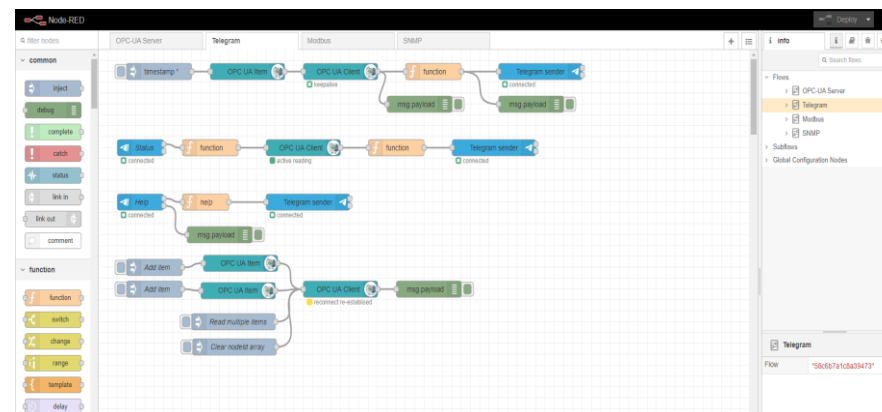 Node-RED
Deploy
filter nodes
OPC-UA Server
Telegram
Modbus
SNMP
info
Search flows
common
inject
debug
complete
catch
status
link in
link out
comment
function
function
switch
change
range
template
delay
timestamp *
OPC UA Item
OPC UA Client
keepalive
function
Telegram sender
connected
msg.payload
msg.payload
Status
connected
function
OPC UA Client
active reading
function
Telegram sender
connected
Help
connected
help
Telegram sender
connected
msg.payload
Add item
OPC UA Item
Add item
OPC UA Item
OPC UA Client
reconnect re-established
msg.payload
Read multiple items
Clear nodeId array
Flows
OPC-UA Server
Telegram
Modbus
SNMP
Subflows
Global Configuration Nodes
Telegram
Flow "58c6b7a1c8a39473"